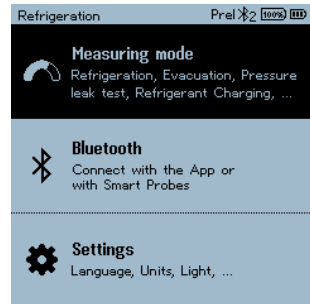 Refrigeration Prel 2 100%
Measuring mode
Refrigeration, Evacuation, Pressure
leak test, Refrigerant Charging, ...
Bluetooth
Connect with the App or
with Smart Probes
Settings
Language, Units, Light, ...